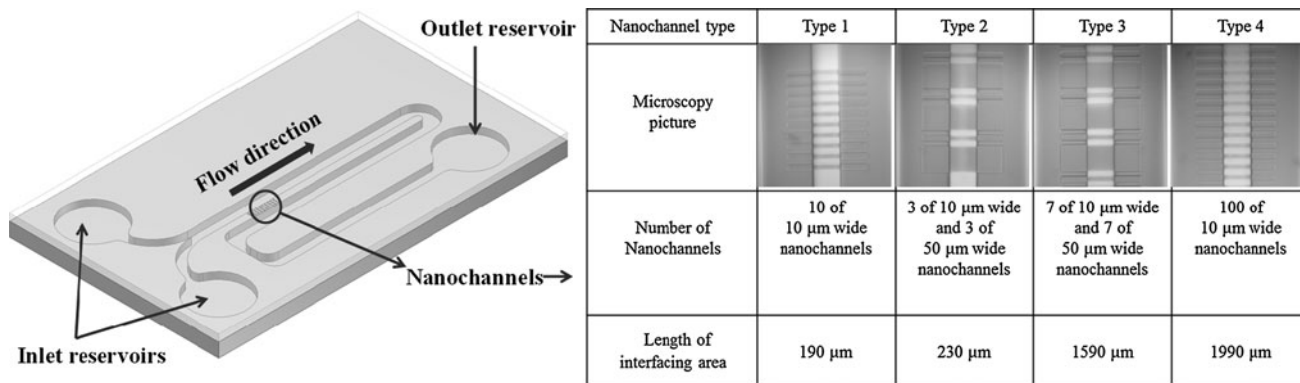 Outlet reservoir
Flow direction
Nanochannels
Inlet reservoirs
Nanochannel type
Type 1
Type 2
Type 3
Type 4
Microscopy
picture
Number of
Nanochannels
10 of
10 µm wide
nanochannels
3 of 10 µm wide
and 3 of
50 µm wide
nanochannels
7 of 10 µm wide
and 7 of
50 µm wide
nanochannels
100 of
10 µm wide
nanochannels
Length of
interfacing area
190 µm
230 µm
1590 µm
1990 µm